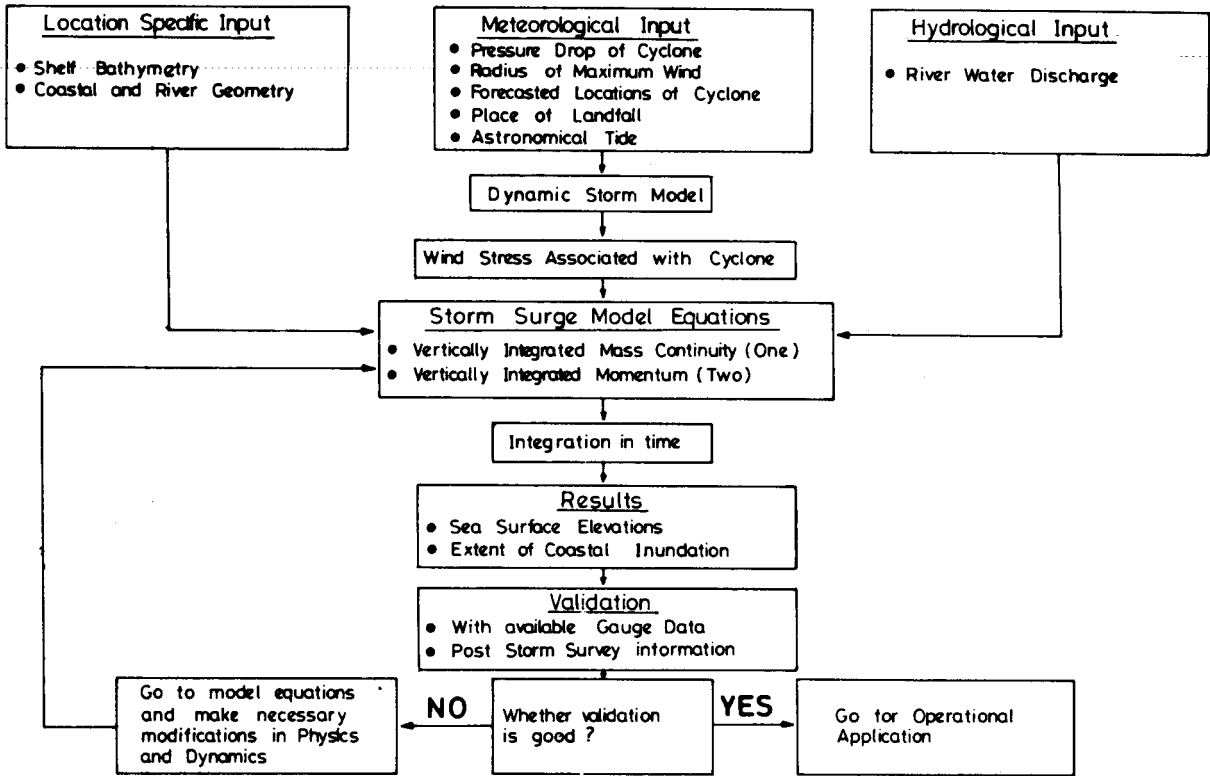 Location Specific Input
• Shelf Bathymetry
• Coastal and River Geometry
Meteorological Input
• Pressure Drop of Cyclone
• Radius of Maximum Wind
• Forecasted Locations of Cyclone
• Place of Landfall
• Astronomical Tide
Hydrological Input
• River Water Discharge
Dynamic Storm Model
Wind Stress Associated with Cyclone
Storm Surge Model Equations
• Vertically Integrated Mass Continuity (One)
• Vertically Integrated Momentum (Two)
Integration in time
Results
• Sea Surface Elevations
• Extent of Coastal Inundation
Validation
• With available Gauge Data
• Post Storm Survey information
Go to model equations
and make necessary
modifications in Physics
and Dynamics
NO
Whether validation
is good ?
YES
Go for Operational
Application